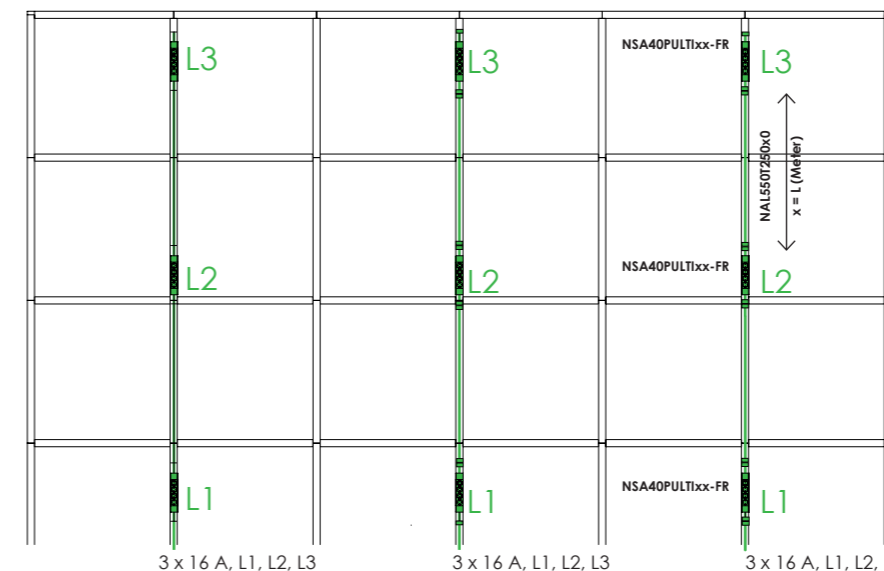 L3
L3
NSA40PULTIxx-FR
L3
NAL550T250x0
x = L (Meter)
L2
L2
NSA40PULTIxx-FR
L2
L1
L1
NSA40PULTIxx-FR
L1
3 x 16 A, L1, L2, L3
3 x 16 A, L1, L2, L3
3 x 16 A, L1, L2,